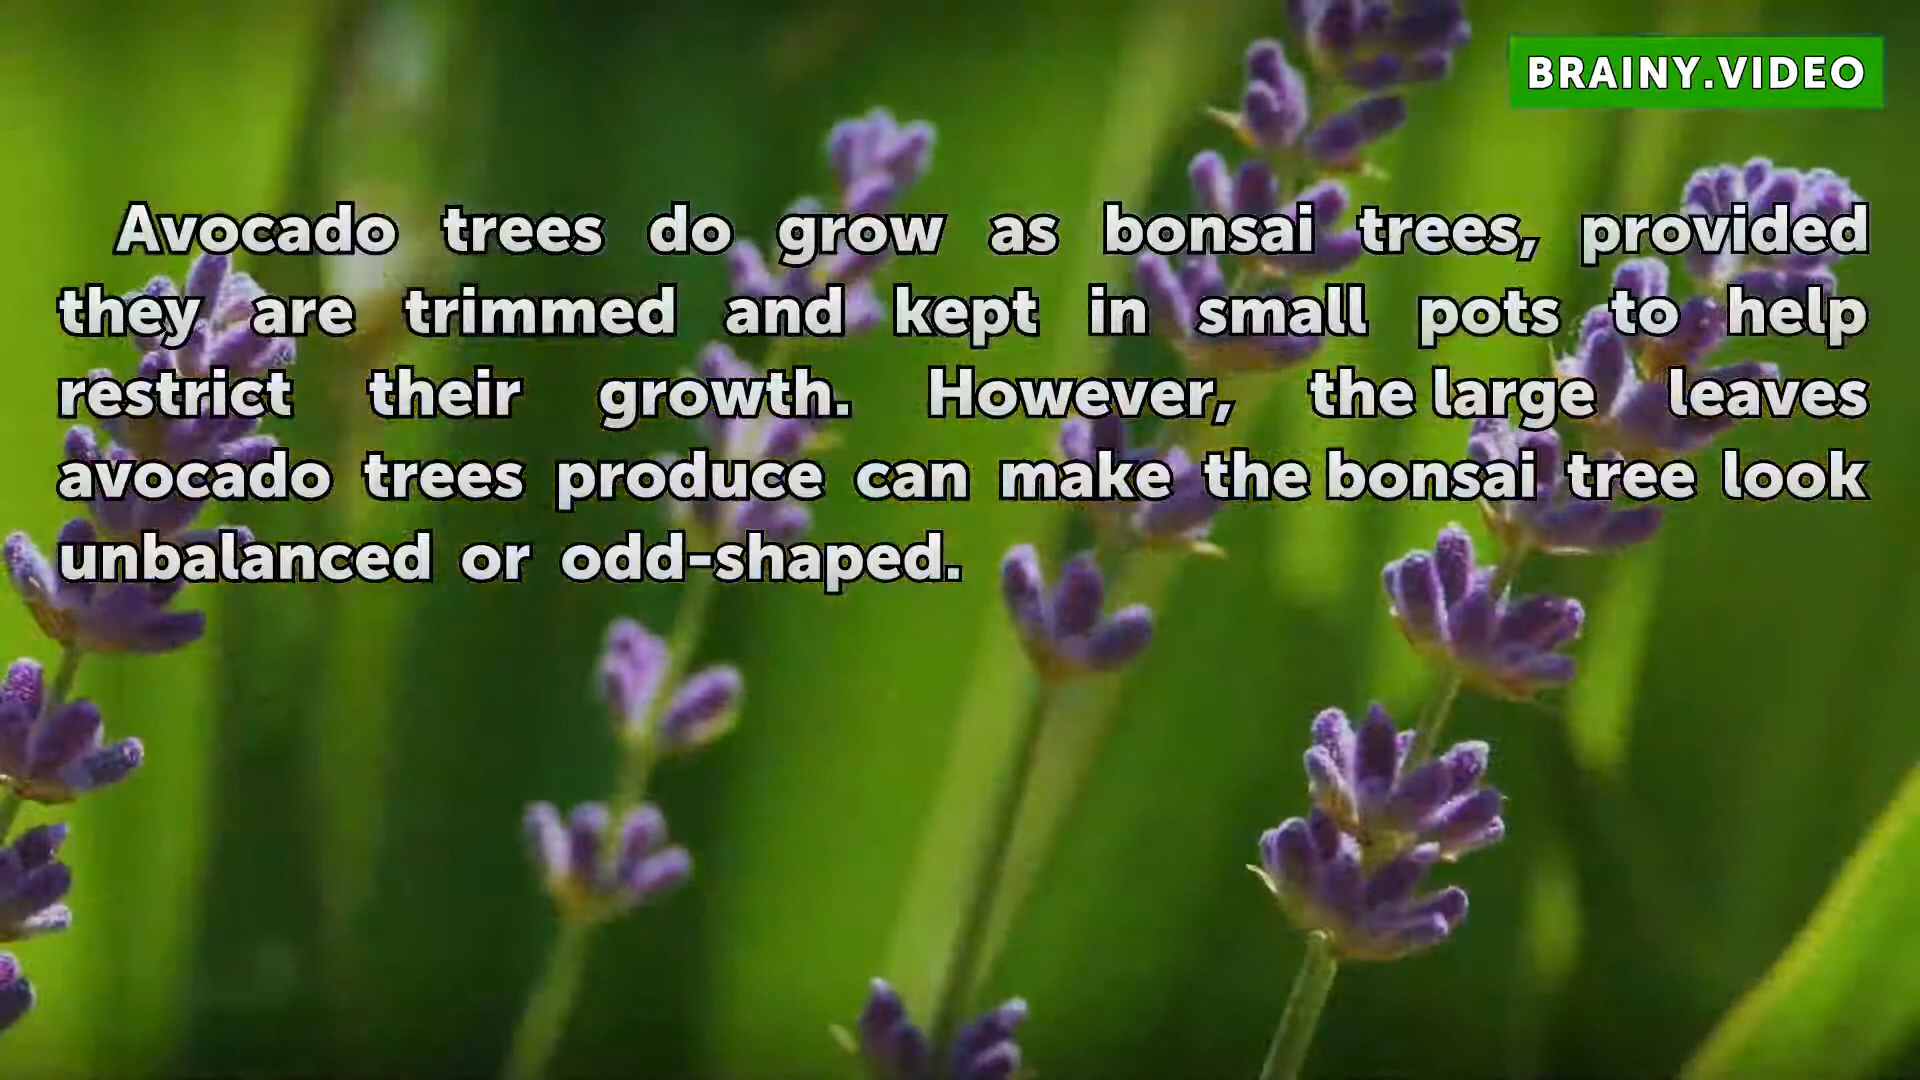 BRAINY.VIDEO
Avocado trees do grow as bonsai trees, provided
they are trimmed and kept in small pots to help
restrict their growth. However, the large leaves
avocado trees produce can make the bonsai tree look
unbalanced or odd-shaped.